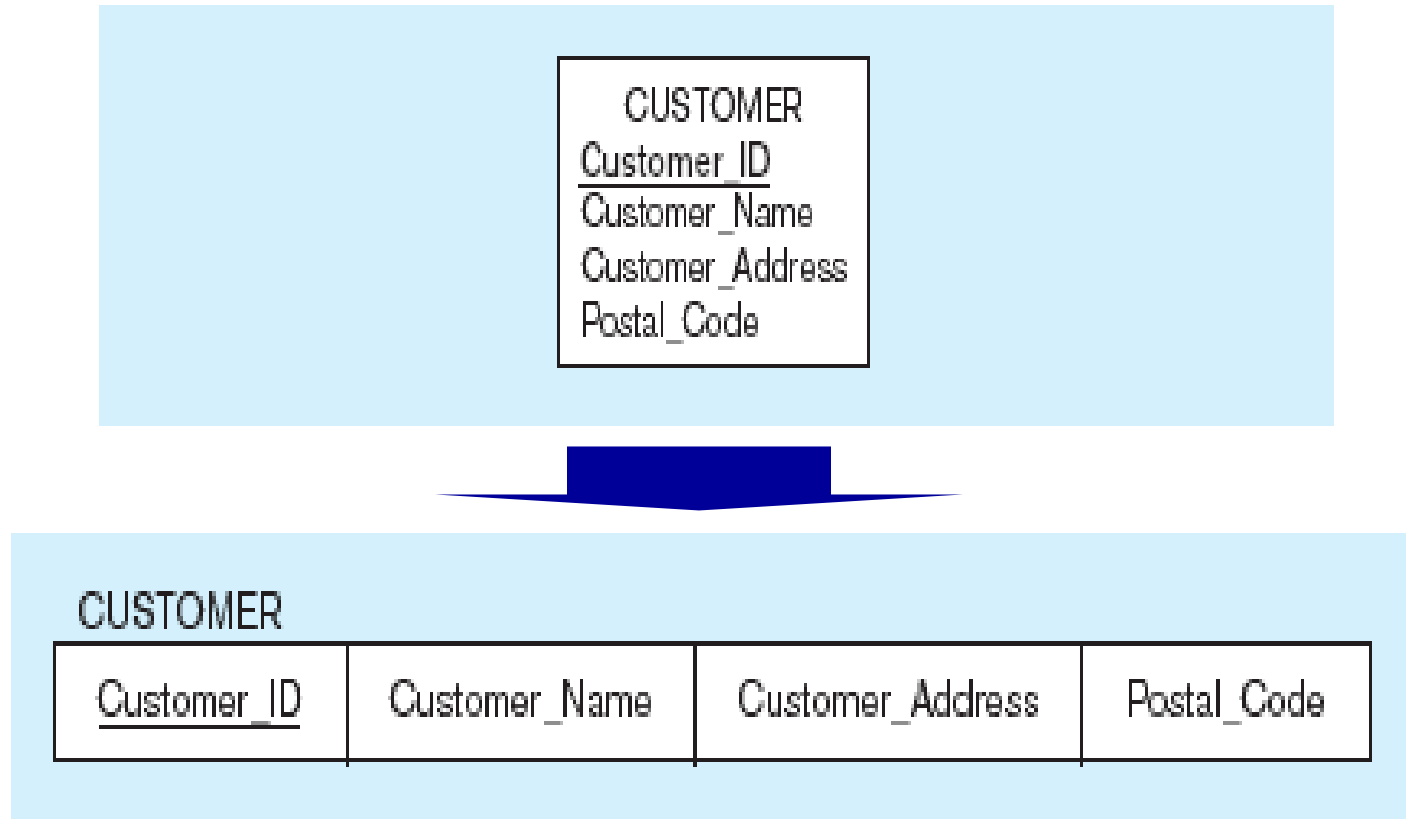 CUSTOMER
Customer_ID
Customer_Name
Customer_Address
Postal_Code
CUSTOMER
Customer_ID Customer_Name Customer_Address Postal_Code